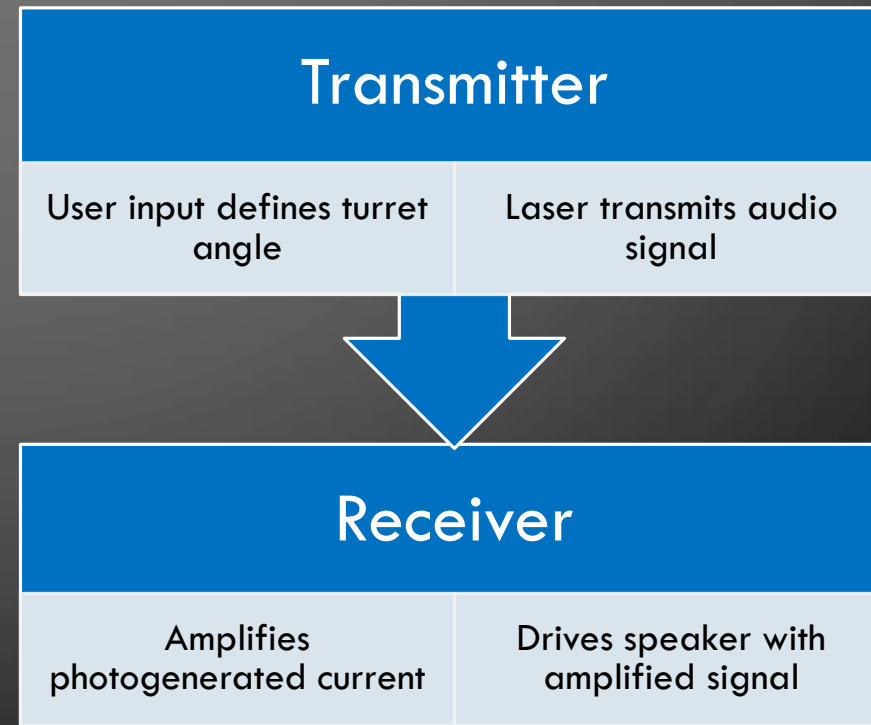 Transmitter
User input defines turret
angle
Laser transmits audio
signal
Receiver
Amplifies
photogenerated current
Drives speaker with
amplified signal